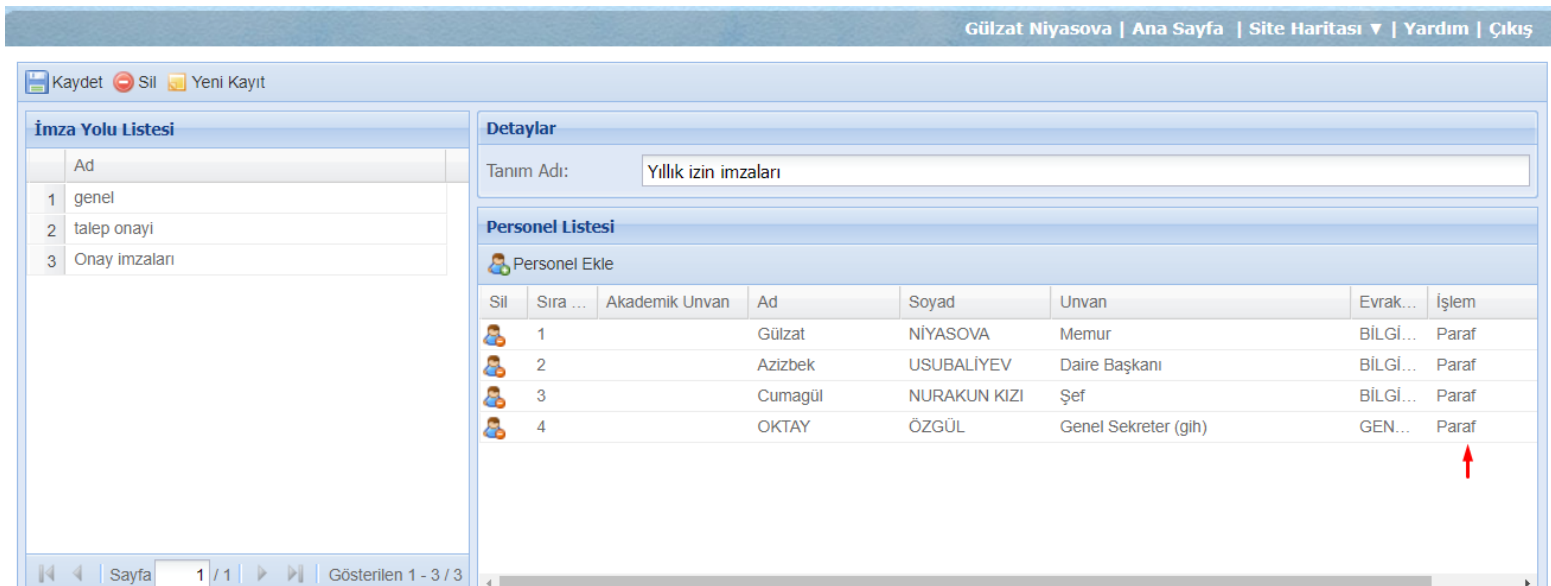 Gülzat Niyasova | Ana Sayfa | Site Haritası ▼ | Yardım | Çıkış
Kaydet Sil Yeni Kayıt
İmza Yolu Listesi
Ad
1 genel
2 talep onayi
3 Onay imzaları
Sayfa 1 / 1 Gösterilen 1 - 3 / 3
Detaylar
Tanım Adı: Yıllık izin imzaları
Personel Listesi
Personel Ekle
Sil Sıra ... Akademik Unvan Ad Soyad Unvan Evrak... İşlem
1 Gülzat NİYASOVA Memur BİLGİ... Paraf
2 Azizbek USUBALİYEV Daire Başkanı BİLGİ... Paraf
3 Cumagül NURAKUN KIZI Şef BİLGİ... Paraf
4 OKTAY ÖZGÜL Genel Sekreter (gih) GEN... Paraf